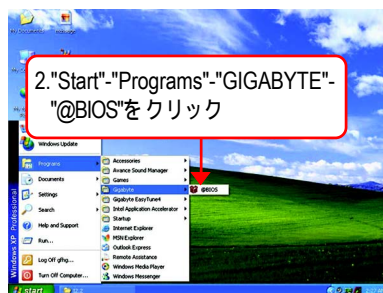 My Documents
2."Start"-"Programs"-"GIGABYTE"-
"@BIOS"をクリック
Windows Update
Programs
Documents
Settings
Search
Help and Support
Run...
Log Off gfhg...
Turn Off Computer...
Windows XP Professional
Accessories
Avance Sound Manager
Games
Gigabyte
Gigabyte EasyTune4
Intel Application Accelerator
Startup
Internet Explorer
MSN Explorer
Outlook Express
Remote Assistance
Windows Media Player
Windows Messenger
@BIOS
start